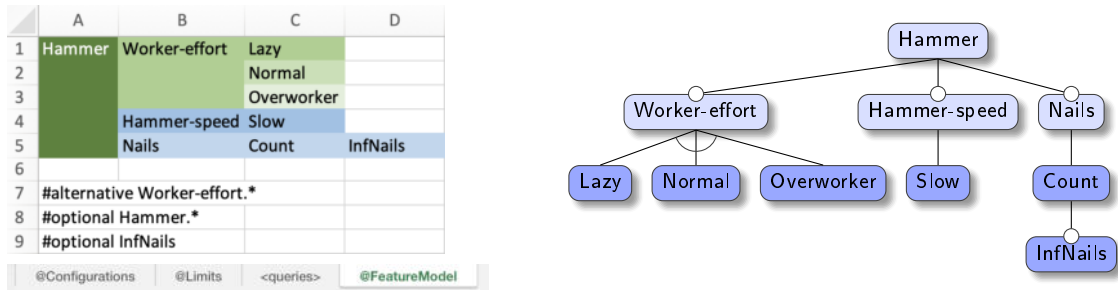 A B C D
1 Hammer Worker-effort Lazy
2 Normal
3 Overworker
4 Hammer-speed Slow
5 Nails Count InfNails
6
7 #alternative Worker-effort.*
8 #optional Hammer.*
9 #optional InfNails
@Configurations @Limits <queries> @FeatureModel
Hammer
Worker-effort Hammer-speed Nails
Lazy Normal Overworker Slow Count
InfNails